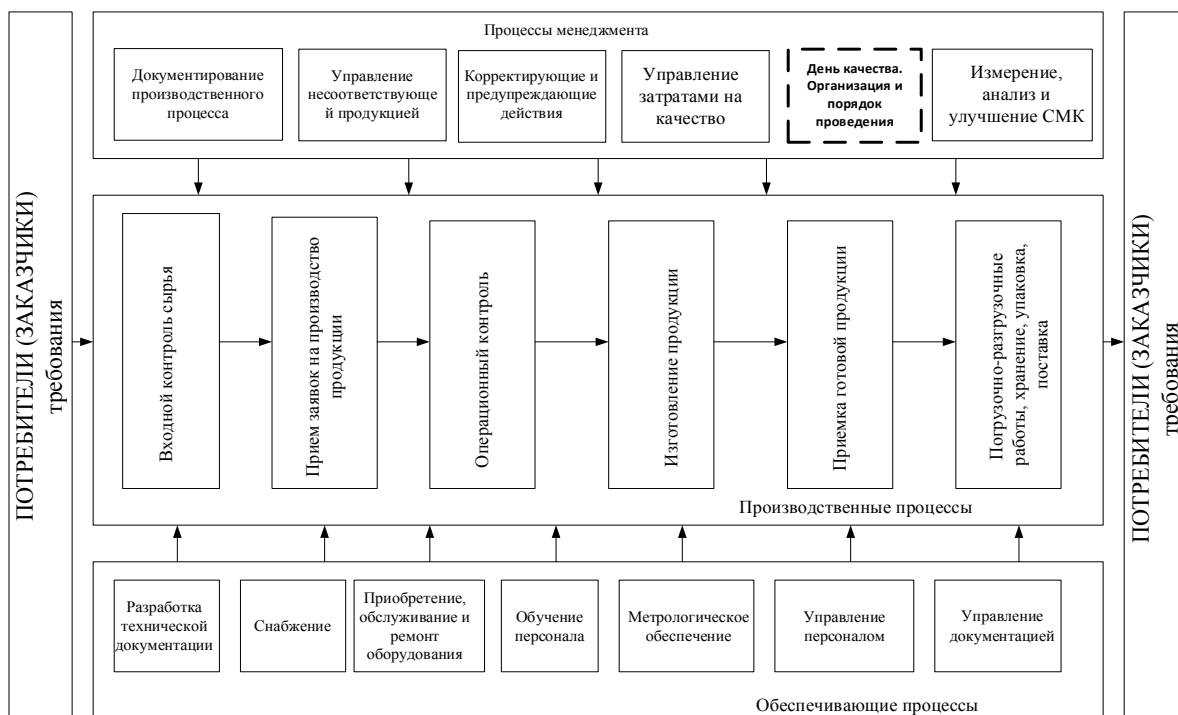 ПОТРЕБИТЕЛИ (ЗАКАЗЧИКИ)
требования
Процессы менеджмента
Документирование
производственного
процесса
Управление
несоответствующе
й продукцией
Корректирующие и
предупреждающие
действия
Управление
затратами на
качество
День качества.
Организация и
порядок
проведения
Измерение,
анализ и
улучшение СМК
Входной контроль сырья
Прием заявок на производство
продукции
Операционный контроль
Изготовление продукции
Приемка готовой продукции
Погрузочно-разгрузочные
работы, хранение, упаковка,
поставка
Производственные процессы
Разработка
технической
документации
Снабжение
Приобретение,
обслуживание и
ремонт
оборудования
Обучение
персонала
Метрологическое
обеспечение
Управление
персоналом
Управление
документацией
Обеспечивающие процессы
ПОТРЕБИТЕЛИ (ЗАКАЗЧИКИ)
требования